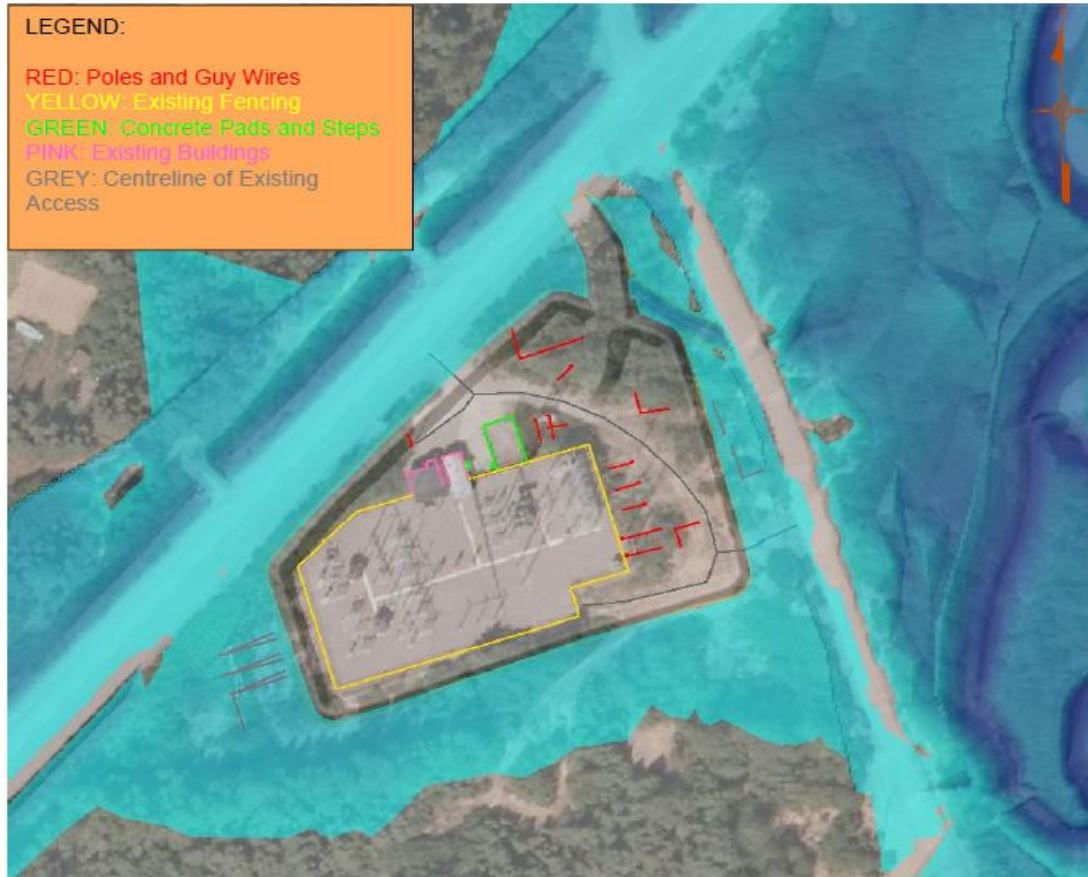 LEGEND:
RED: Poles and Guy Wires
YELLOW: Existing Fencing
GREEN: Concrete Pads and Steps
PINK: Existing Buildings
GREY: Centreline of Existing
Access